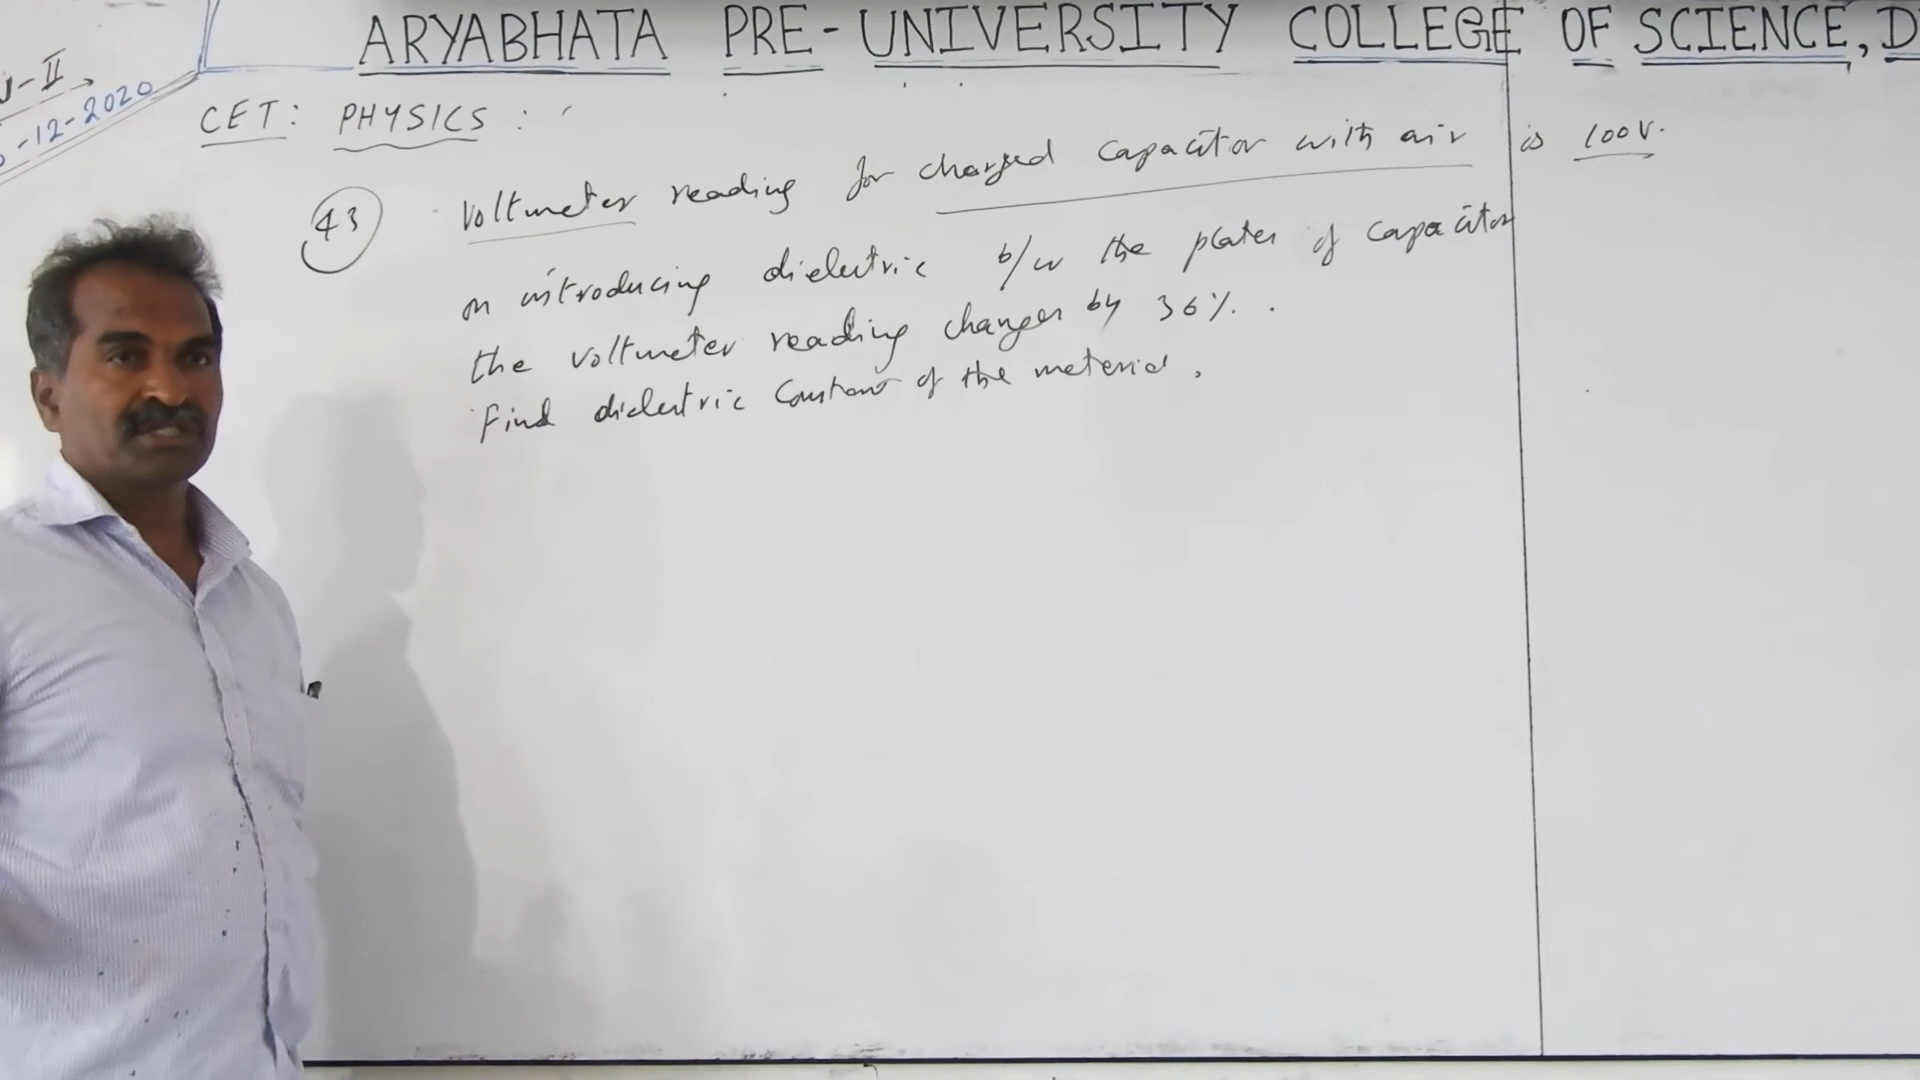 ARYABHATA PRE-UNIVERSITY COLLEGE OF SCIENCE, D
-II
-12-2020
CET: PHYSICS :
43 Voltmeter reading for charged capacitor with air is 100V.
on introducing dielectric b/w the plates of capacitor
the voltmeter reading changes by 36%.
Find dielectric constant of the material.